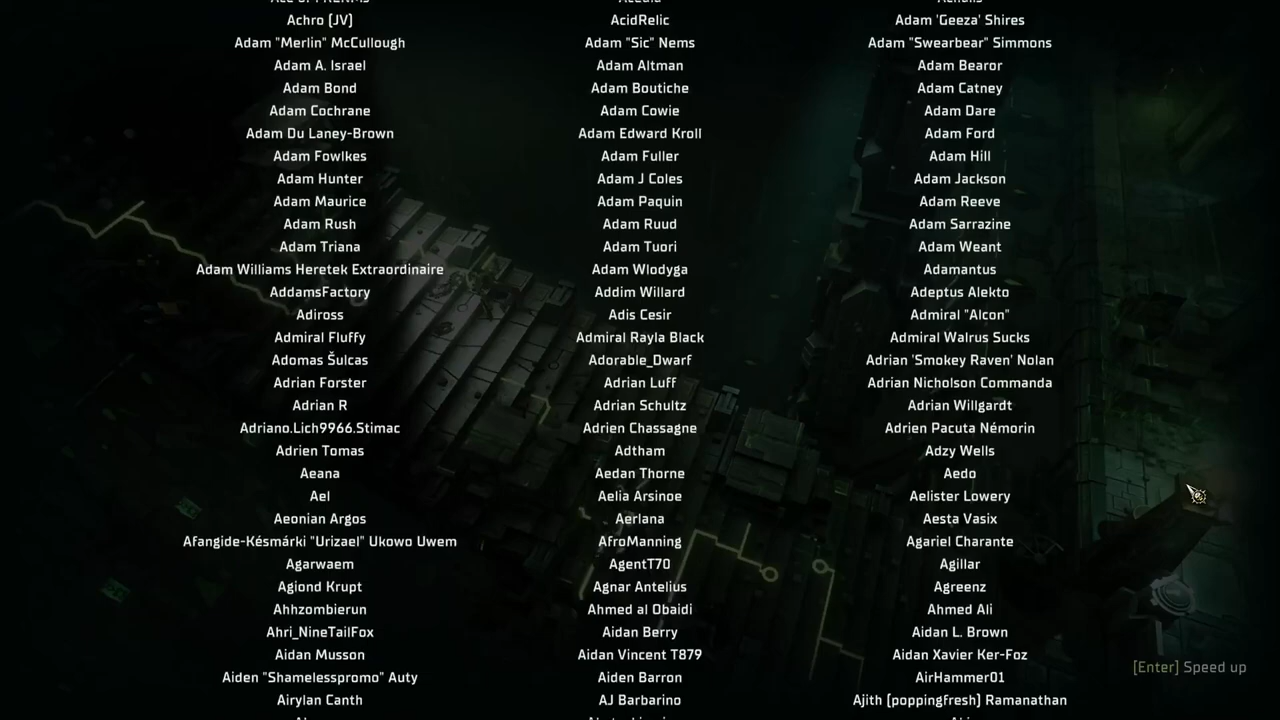 Achro [JV] AcidRelic Adam 'Geeza' Shires
Adam "Merlin" McCullough Adam "Sic" Nems Adam "Swearbear" Simmons
Adam A. Israel Adam Altman Adam Bearor
Adam Bond Adam Boutiche Adam Catney
Adam Cochrane Adam Cowie Adam Dare
Adam Du Laney-Brown Adam Edward Kroll Adam Ford
Adam Fowlkes Adam Fuller Adam Hill
Adam Hunter Adam J Coles Adam Jackson
Adam Maurice Adam Paquin Adam Reeve
Adam Rush Adam Ruud Adam Sarrazine
Adam Triana Adam Tuori Adam Weant
Adam Williams Heretek Extraordinaire Adam Wlodyga Adamantus
AddamsFactory Addim Willard Adeptus Alekto
Adiross Adis Cesir Admiral "Alcon"
Admiral Fluffy Admiral Rayla Black Admiral Walrus Sucks
Adomas Šulcas Adorable_Dwarf Adrian 'Smokey Raven' Nolan
Adrian Forster Adrian Luff Adrian Nicholson Commanda
Adrian R Adrian Schultz Adrian Willgardt
Adriano.Lich9966.Stimac Adrien Chassagne Adrien Pacuta Némorin
Adrien Tomas Adtham Adzy Wells
Aeana Aedan Thorne Aedo
Ael Aelia Arsinoe Aelister Lowery
Aeonian Argos Aerlana Aesta Vasix
Afangide-Késmárki "Urizael" Ukowo Uwem AfroManning Agariel Charante
Agarwaem AgentT70 Agillar
Agiond Krupt Agnar Antelius Agreenz
Ahhzombierun Ahmed al Obaidi Ahmed Ali
Ahri_NineTailFox Aidan Berry Aidan L. Brown
Aidan Musson Aidan Vincent T879 Aidan Xavier Ker-Foz
[Enter] Speed up
Aiden "Shamelesspromo" Auty Aiden Barron AirHammer01
Airylan Canth AJ Barbarino Ajith [poppingfresh] Ramanathan